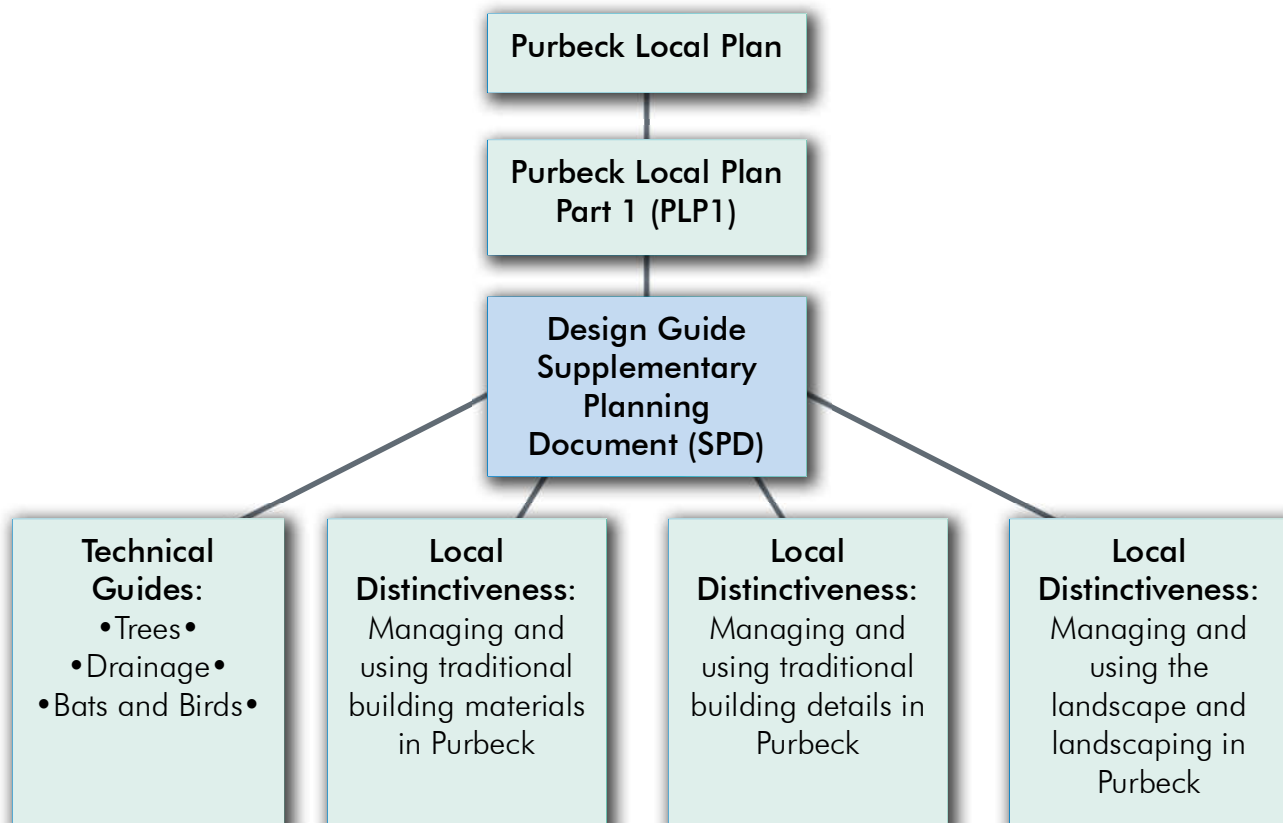 Purbeck Local Plan
Purbeck Local Plan
Part 1 (PLP1)
Design Guide
Supplementary
Planning
Document (SPD)
Technical
Guides:
•Trees•
•Drainage•
•Bats and Birds•
Local
Distinctiveness:
Managing and
using traditional
building materials
in Purbeck
Local
Distinctiveness:
Managing and
using traditional
building details in
Purbeck
Local
Distinctiveness:
Managing and
using the
landscape and
landscaping in
Purbeck